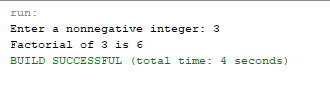 run:
Enter a nonnegative integer: 3
Factorial of 3 is 6
BUILD SUCCESSFUL (total time: 4 seconds)